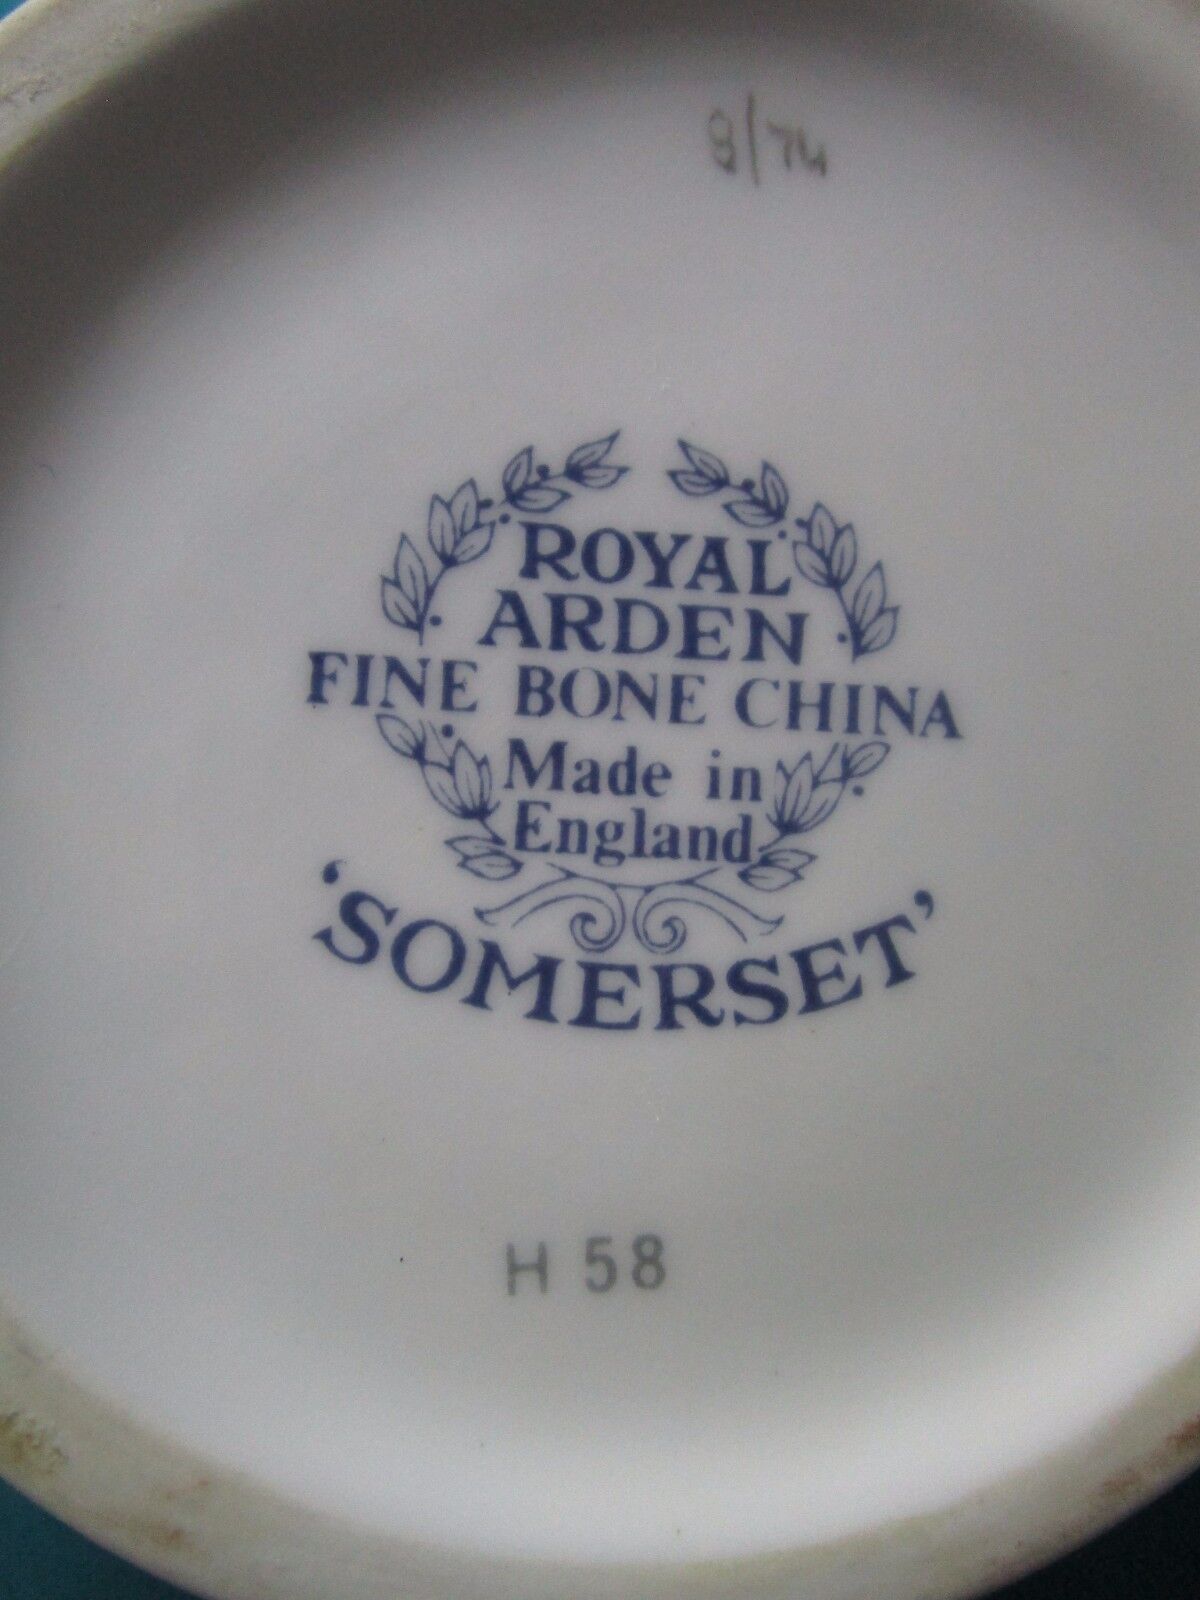 8/74
ROYAL
ARDEN
FINE BONE CHINA
Made in
England
'SOMERSET'
H 58